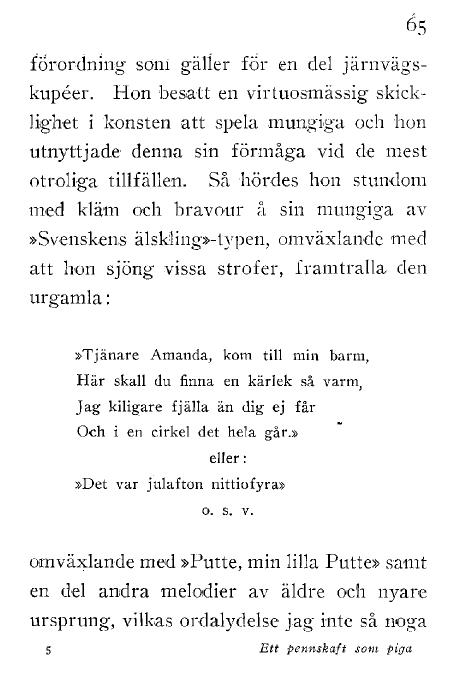 65
förordning som gäller för en del järnvägs-
kupéer. Hon besatt en virtuosmässig skick-
lighet i konsten att spela mungiga och hon
utnyttjade denna sin förmåga vid de mest
otroliga tillfällen. Så hördes hon stundom
med kläm och bravour å sin mungiga av
»Svenskens älskling»-typen, omväxlande med
att hon sjöng vissa strofer, framtralla den
urgamla:
»Tjänare Amanda, kom till min barm,
Här skall du finna en kärlek så varm,
Jag kiligare fjälla än dig ej får
Och i en cirkel det hela går.»
eller:
»Det var julafton nittiofyra»
o. s. v.
omväxlande med »Putte, min lilla Putte» samt
en del andra melodier av äldre och nyare
ursprung, vilkas ordalydelse jag inte så noga
5 Ett pennskaft som piga